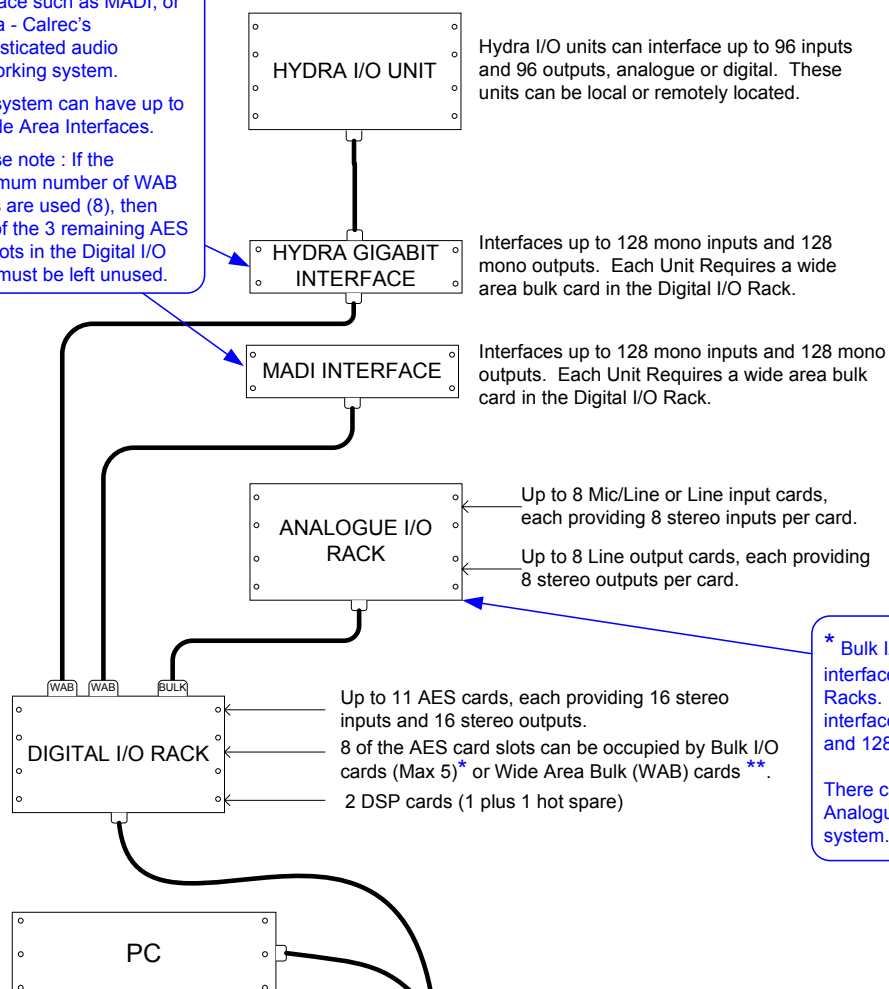 ace such as MADI, or
a - Calrec's
sticated audio
orking system.
system can have up to
le Area Interfaces.
se note : If the
mum number of WAB
s are used (8), then
of the 3 remaining AES
ots in the Digital I/O
must be left unused.
HYDRA I/O UNIT
Hydra I/O units can interface up to 96 inputs
and 96 outputs, analogue or digital. These
units can be local or remotely located.
HYDRA GIGABIT
INTERFACE
Interfaces up to 128 mono inputs and 128
mono outputs. Each Unit Requires a wide
area bulk card in the Digital I/O Rack.
MADI INTERFACE
Interfaces up to 128 mono inputs and 128 mono
outputs. Each Unit Requires a wide area bulk
card in the Digital I/O Rack.
ANALOGUE I/O
RACK
Up to 8 Mic/Line or Line input cards,
each providing 8 stereo inputs per card.
Up to 8 Line output cards, each providing
8 stereo outputs per card.
* Bulk I/
interface
Racks.
interface
and 128
There c
Analogu
system.
WAB WAB BULK
DIGITAL I/O RACK
Up to 11 AES cards, each providing 16 stereo
inputs and 16 stereo outputs.
8 of the AES card slots can be occupied by Bulk I/O
cards (Max 5)* or Wide Area Bulk (WAB) cards **.
2 DSP cards (1 plus 1 hot spare)
PC